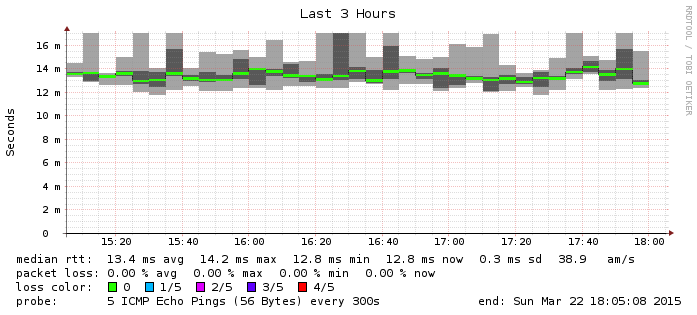 Last 3 Hours
RRDTOOL / TOBI OETIKER
Seconds
16 m
14 m
12 m
10 m
8 m
6 m
4 m
2 m
0
15:20 15:40 16:00 16:20 16:40 17:00 17:20 17:40 18:00
median rtt: 13.4 ms avg 14.2 ms max 12.8 ms min 12.8 ms now 0.3 ms sd 38.9 am/s
packet loss: 0.00 % avg 0.00 % max 0.00 % min 0.00 % now
loss color: 0 1/5 2/5 3/5 4/5
probe: 5 ICMP Echo Pings (56 Bytes) every 300s end: Sun Mar 22 18:05:08 2015